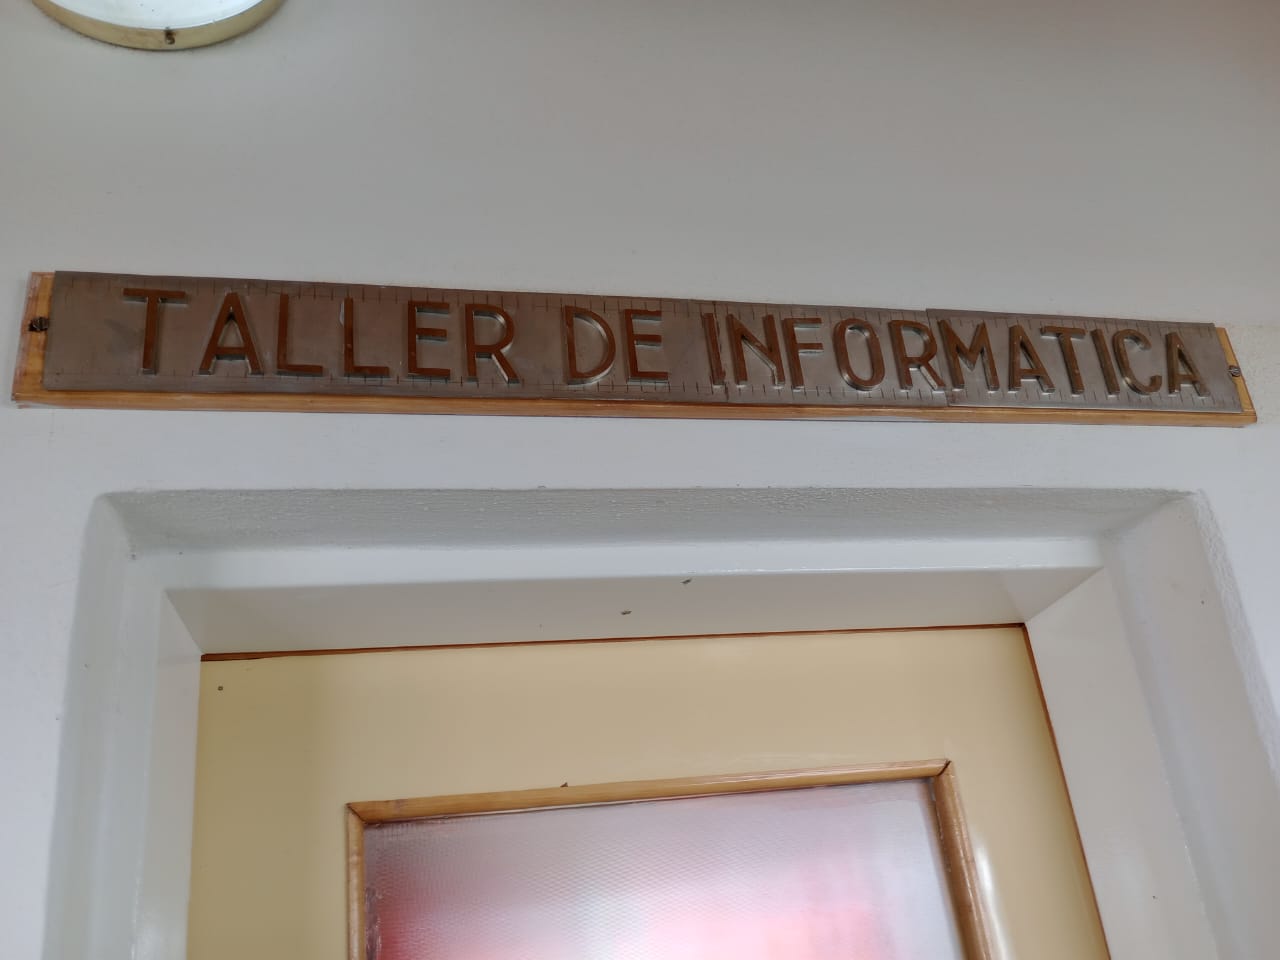 TALLER DE INFORMATICA